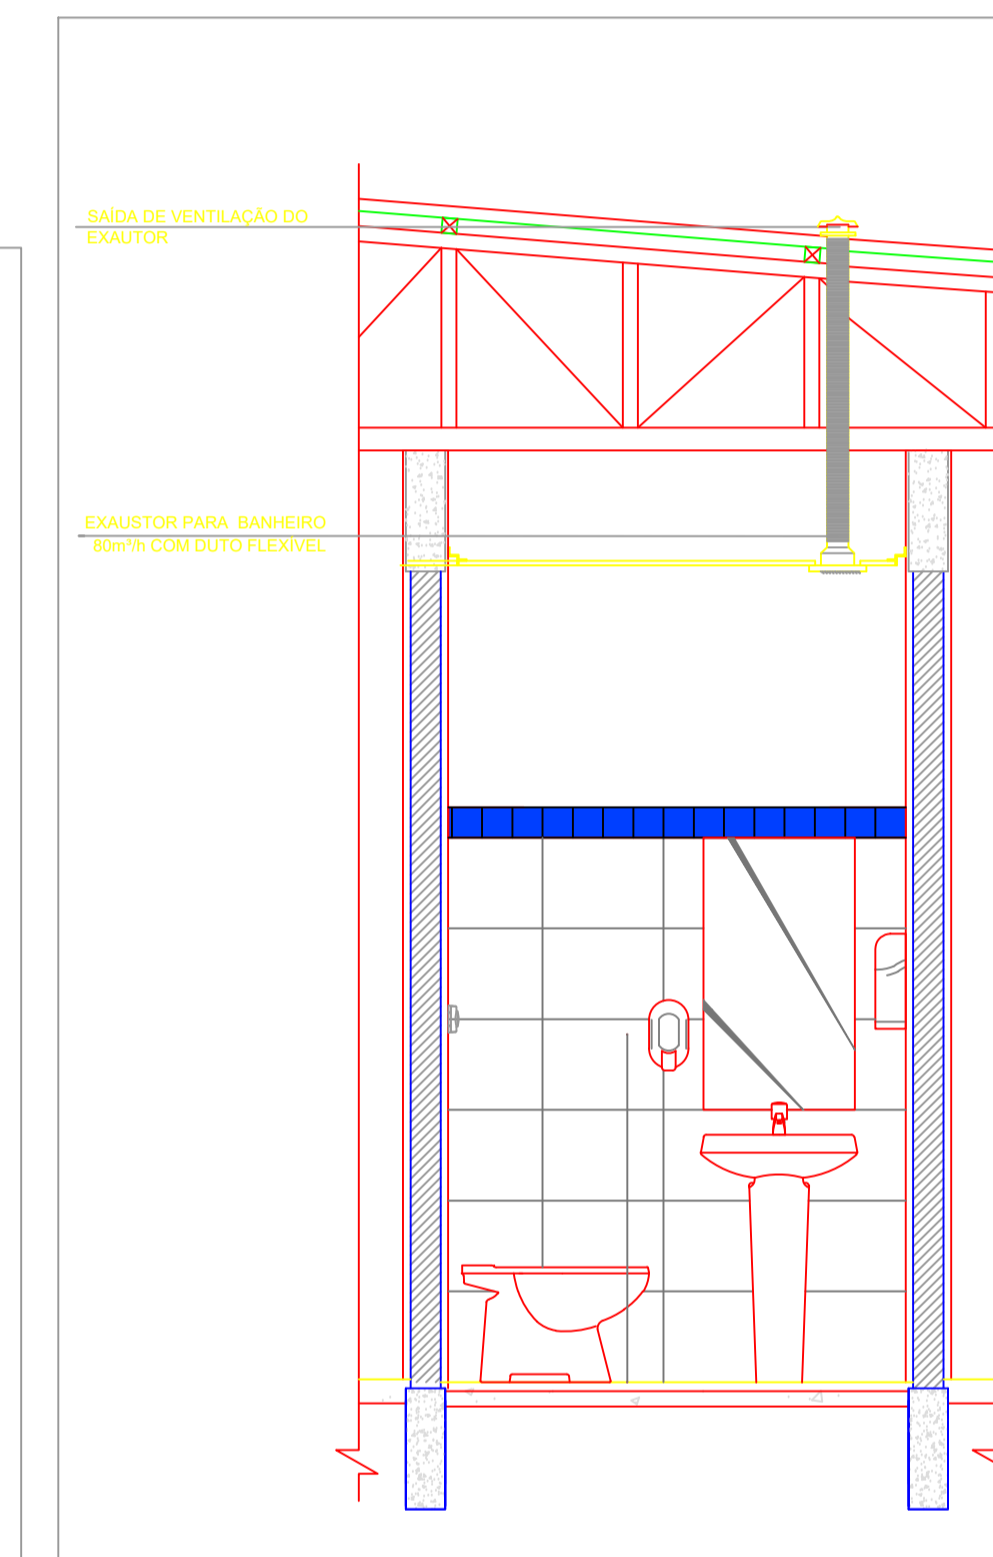 SAÍDA DE VENTILAÇÃO DO
EXAUTOR
EXAUSTOR PARA BANHEIRO
80m³/h COM DUTO FLEXÍVEL